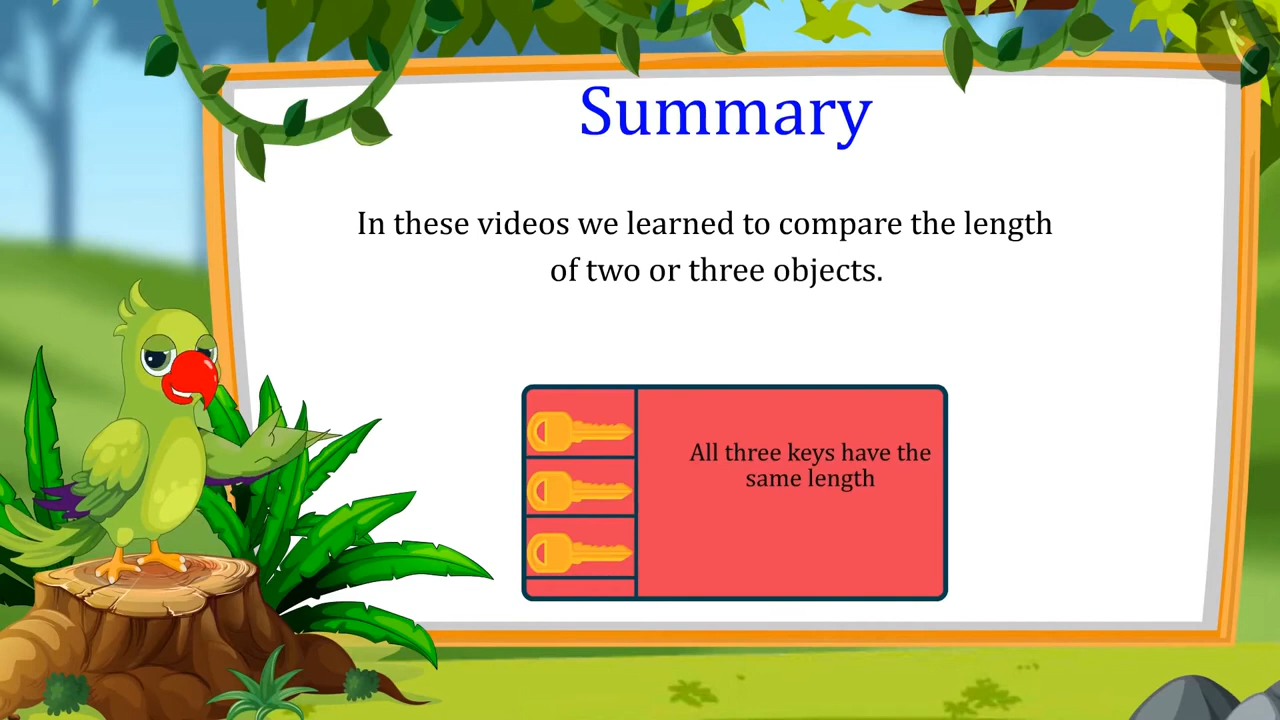 Summary
In these videos we learned to compare the length
of two or three objects.
All three keys have the
same length